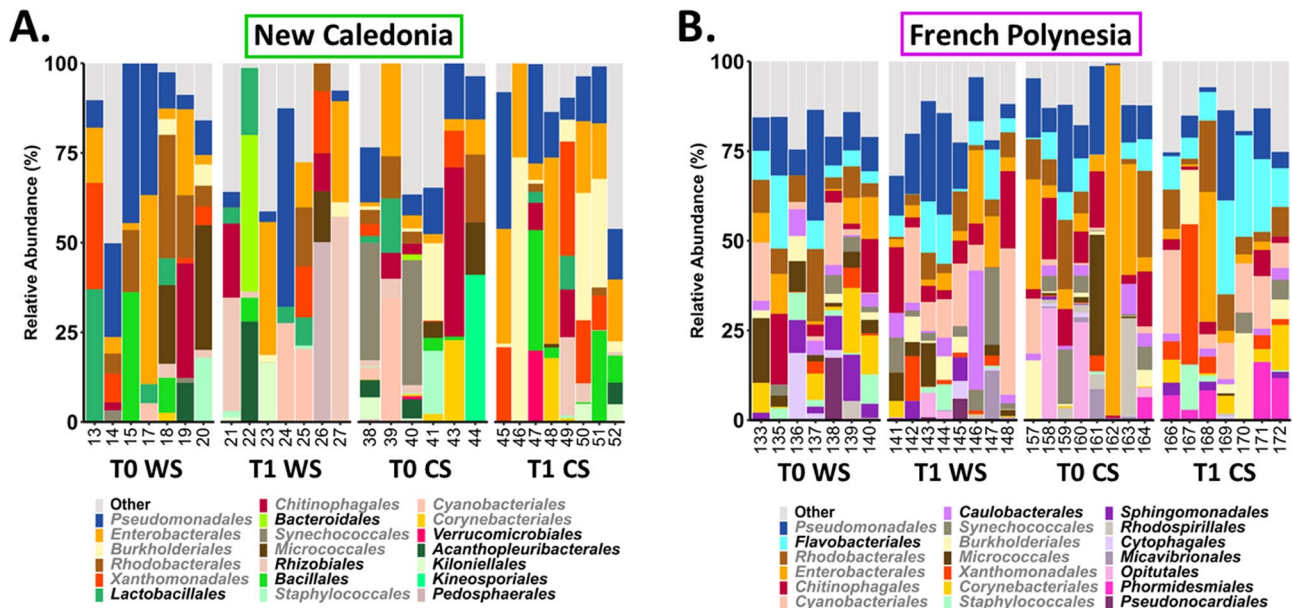 A.
New Caledonia
Relative Abundance (%)
100
75
50
25
0
13 14 15 17 18 19 20
21 22 23 24 25 26 27
38 39 40 41 43 44
45 46 47 48 49 50 51 52
T0 WS T1 WS T0 CS T1 CS
Other
Pseudomonadales
Enterobacterales
Burkholderiales
Rhodobacterales
Xanthomonadales
Lactobacillales
Chitinophagales
Bacteroidales
Synechococcales
Micrococcales
Rhizobiales
Bacillales
Staphylococcales
Cyanobacteriales
Corynebacteriales
Verrucomicrobiales
Acanthopleuribacterales
Kiloniellales
Kineosporiales
Pedosphaerales
B.
French Polynesia
Relative Abundance (%)
100
75
50
25
0
133 135 136 137 138 139 140
141 142 143 144 145 146 147 148
157 158 159 160 161 162 163 164
166 167 168 169 170 171 172
T0 WS T1 WS T0 CS T1 CS
Other
Pseudomonadales
Flavobacteriales
Rhodobacterales
Enterobacterales
Chitinophagales
Cyanobacteriales
Caulobacterales
Synechococcales
Burkholderiales
Micrococcales
Xanthomonadales
Corynebacteriales
Staphylococcales
Sphingomonadales
Rhodospirillales
Cytophagales
Micavibrionales
Opitutales
Phormidesmiales
Pseudonocardiales